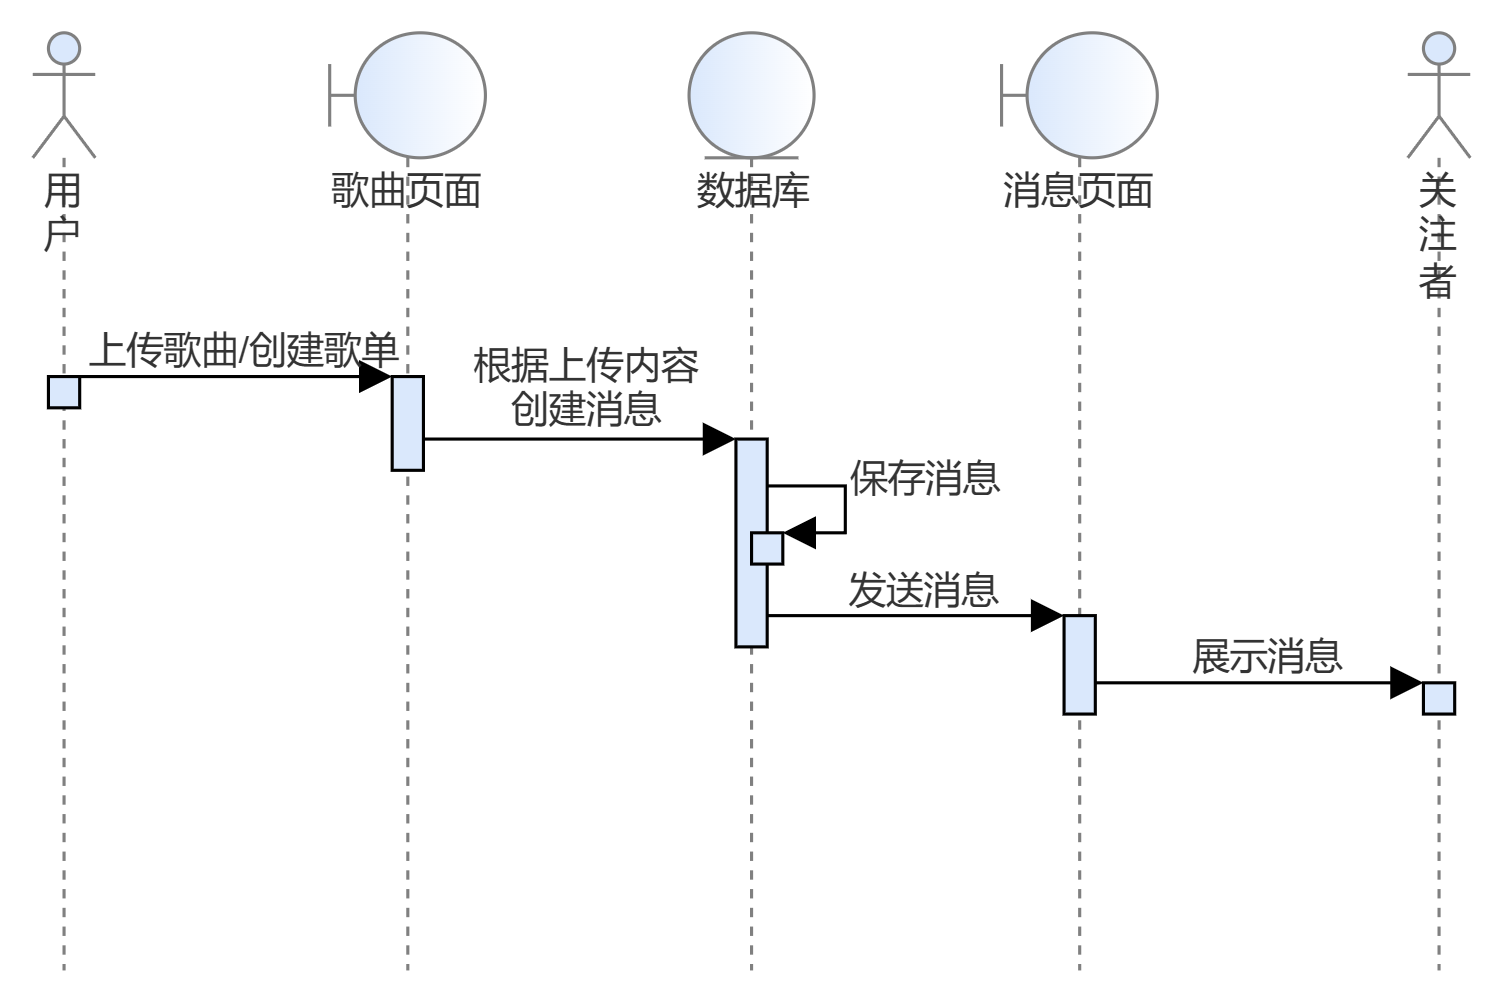 用
户
歌曲页面
数据库
消息页面
关
注
者
上传歌曲/创建歌单
根据上传内容
创建消息
保存消息
发送消息
展示消息